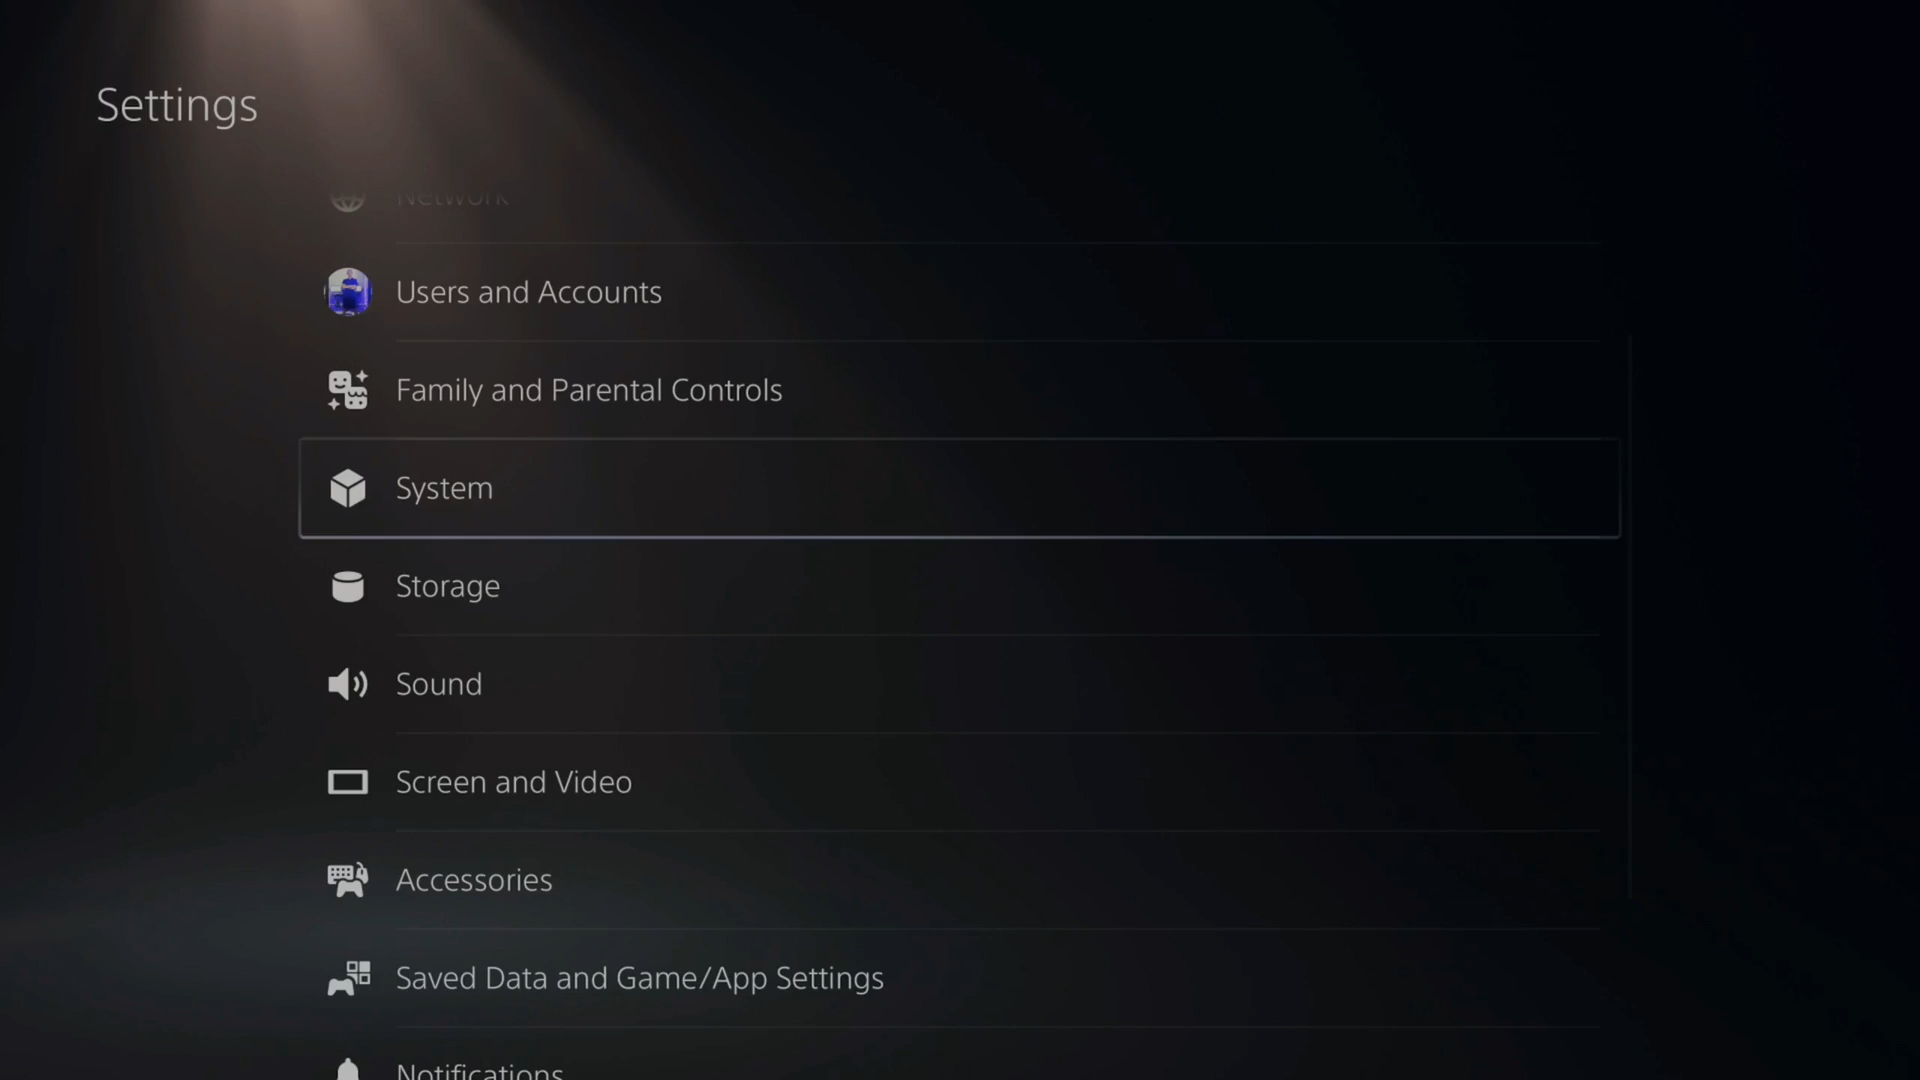 Settings
Network
Users and Accounts
Family and Parental Controls
System
Storage
Sound
Screen and Video
Accessories
Saved Data and Game/App Settings
Notifications